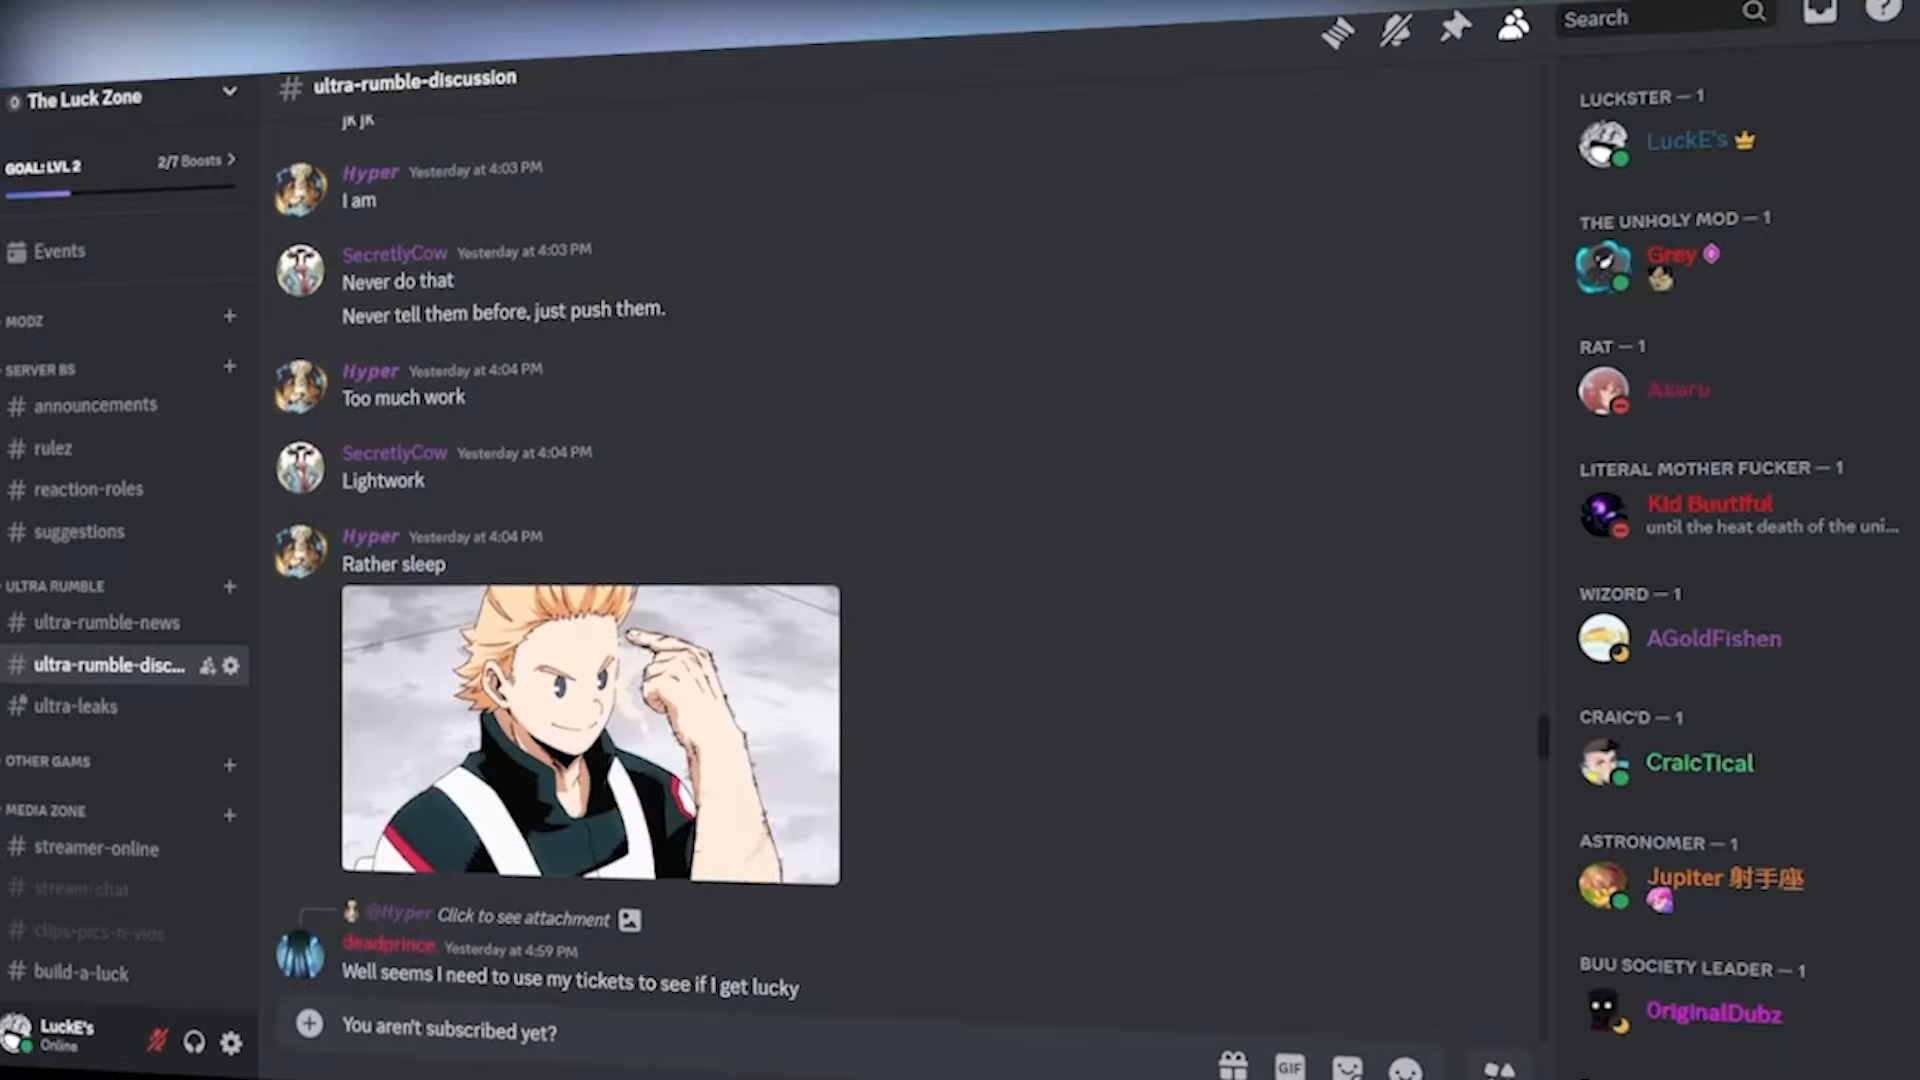 The Luck Zone
GOAL: LVL 2
2/7 Boosts
Events
MODZ
SERVER BS
announcements
rulez
reaction-roles
suggestions
ULTRA RUMBLE
ultra-rumble-news
ultra-rumble-disc...
ultra-leaks
OTHER GAMS
MEDIA ZONE
streamer-online
stream-chat
clips-pics-n-vids
build-a-luck
LuckE's
Online
# ultra-rumble-discussion
jk jk
Hyper Yesterday at 4:03 PM
I am
SecretlyCow Yesterday at 4:03 PM
Never do that
Never tell them before, just push them.
Hyper Yesterday at 4:04 PM
Too much work
SecretlyCow Yesterday at 4:04 PM
Lightwork
Hyper Yesterday at 4:04 PM
Rather sleep
@Hyper Click to see attachment
deadprince Yesterday at 4:59 PM
Well seems I need to use my tickets to see if I get lucky
You aren't subscribed yet?
GIF
Search
LUCKSTER — 1
LuckE's
THE UNHOLY MOD — 1
Grey
RAT — 1
Akaru
LITERAL MOTHER FUCKER — 1
Kid Buutiful
until the heat death of the uni...
WIZORD — 1
AGoldFishen
CRAIC'D — 1
CraicTical
ASTRONOMER — 1
Jupiter 射手座
BUU SOCIETY LEADER — 1
OriginalDubz